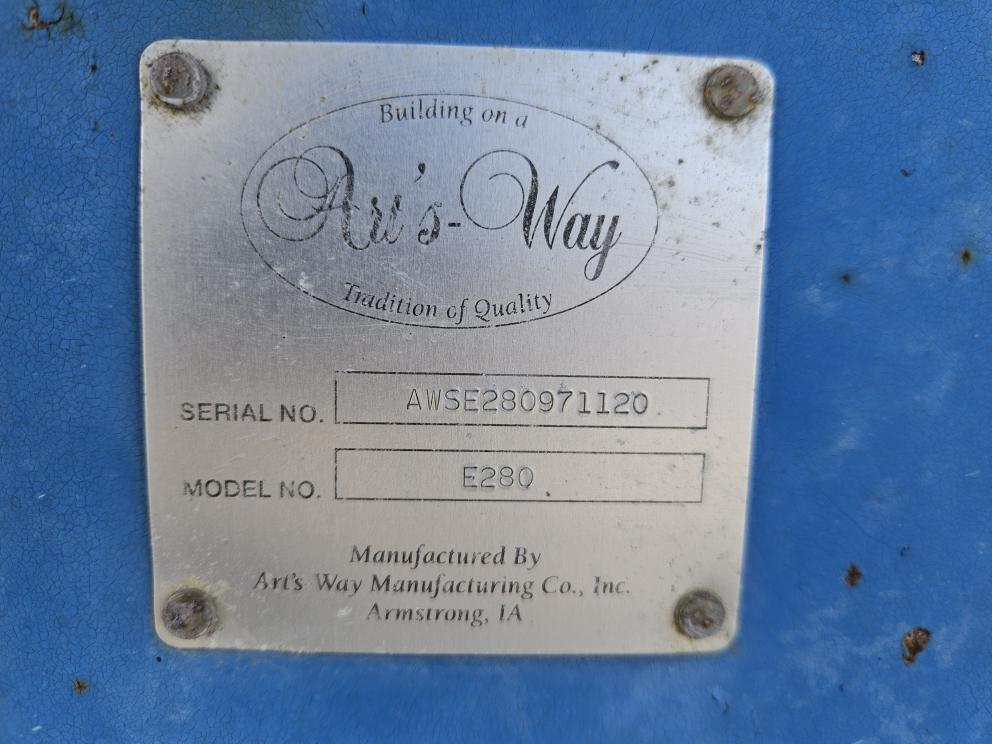 Building on a
Art's-Way
Tradition of Quality
SERIAL NO. AWSE280971120
MODEL NO. E280
Manufactured By
Art's Way Manufacturing Co., Inc.
Armstrong, IA